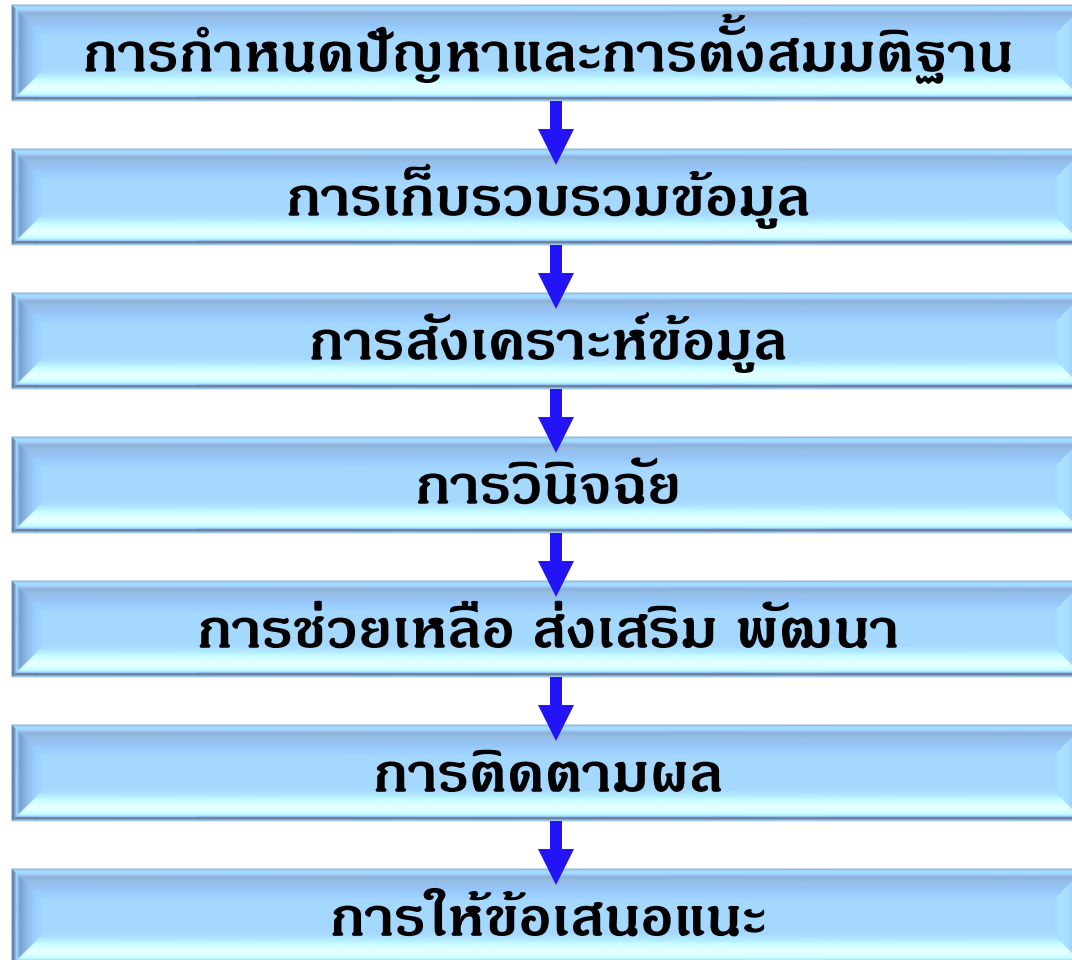 การกำหนดปัญหาและการตั้งสมมติฐาน
การเก็บรวบรวมข้อมูล
การสังเคราะห์ข้อมูล
การวินิจฉัย
การช่วยเหลือ ส่งเสริม พัฒนา
การติดตามผล
การให้ข้อเสนอแนะ